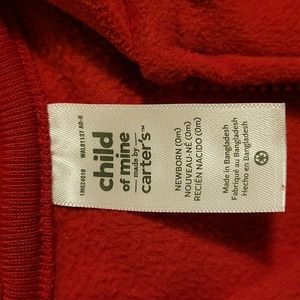 child
of mine
made by
carter's™
NEWBORN (0m)
NOUVEAU-NÉ (0m)
RECIÉN NACIDO (0m)
Made in Bangladesh
Fabriqué au Bangladesh
Hecho en Bangladesh